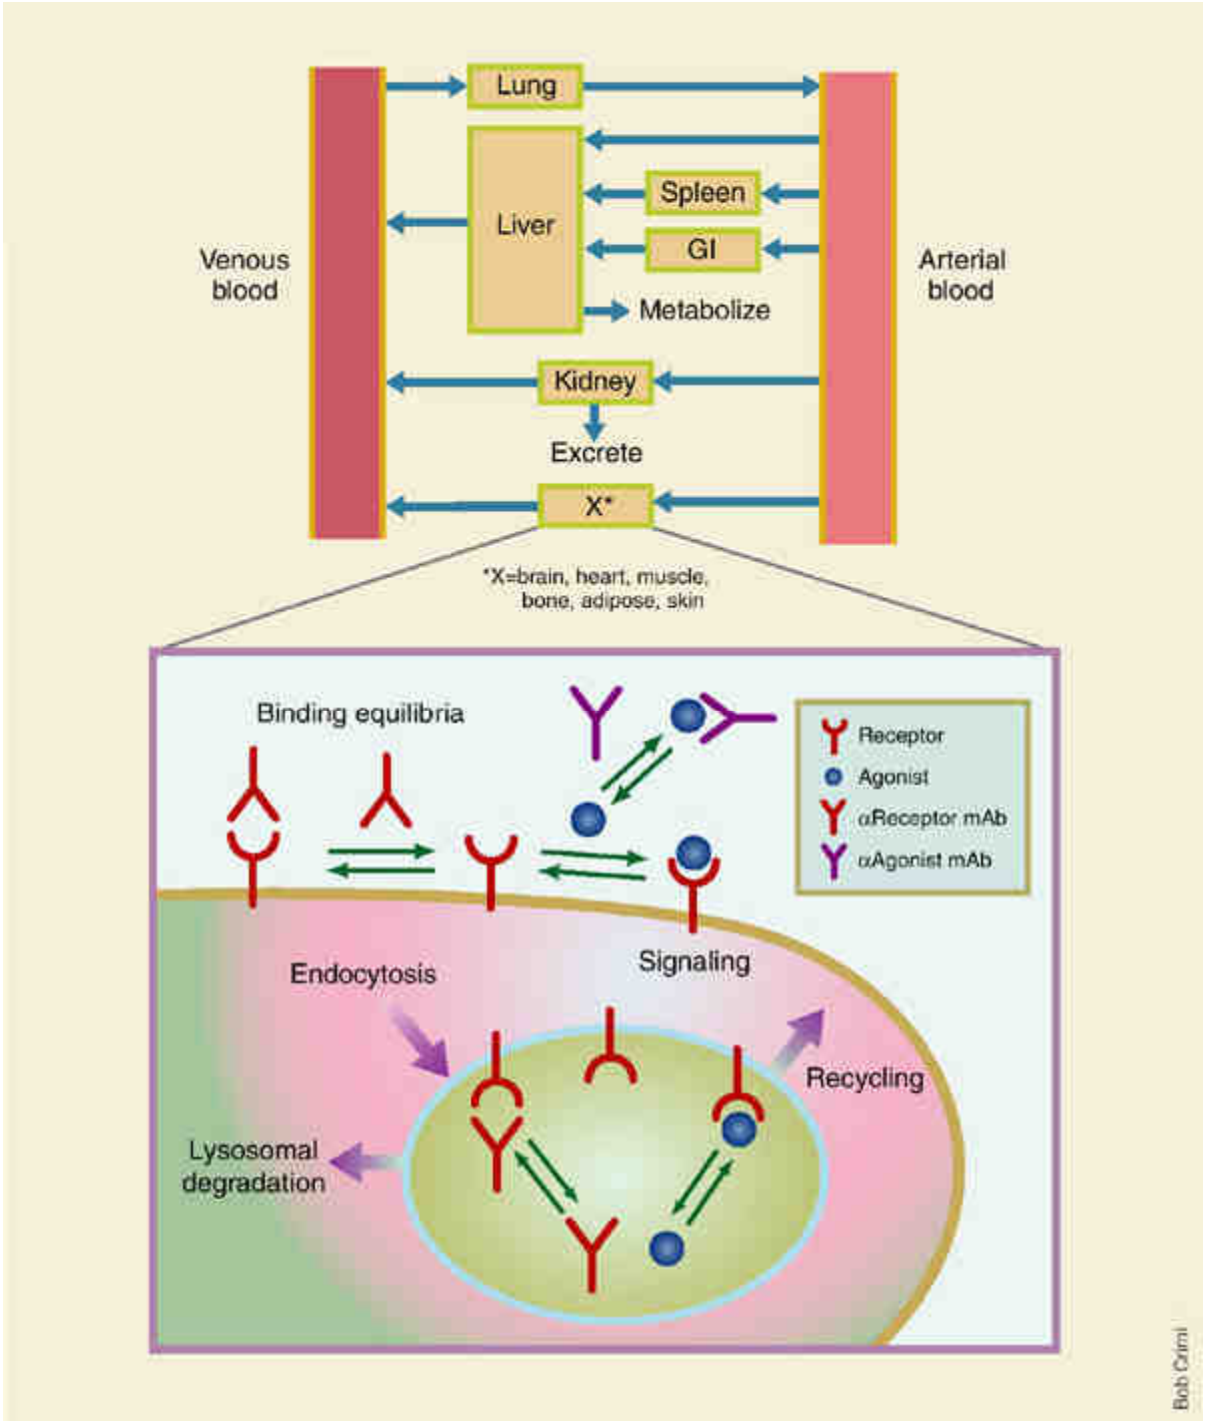 Lung
Liver
Spleen
GI
Metabolize
Venous
blood
Arterial
blood
Kidney
Excrete
X*
*X=brain, heart, muscle,
bone, adipose, skin
Binding equilibria
Receptor
Agonist
αReceptor mAb
αAgonist mAb
Signaling
Endocytosis
Recycling
Lysosomal
degradation
Bob Crimi